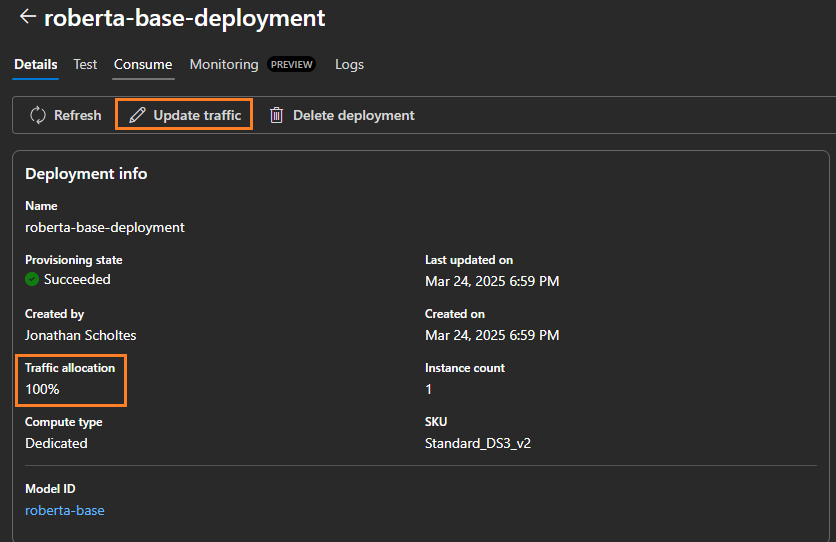 roberta-base-deployment
Details Test Consume Monitoring PREVIEW Logs
Refresh Update traffic Delete deployment
Deployment info
Name
roberta-base-deployment
Provisioning state Last updated on
Succeeded Mar 24, 2025 6:59 PM
Created by Created on
Jonathan Scholtes Mar 24, 2025 6:59 PM
Traffic allocation Instance count
100% 1
Compute type SKU
Dedicated Standard_DS3_v2
Model ID
roberta-base